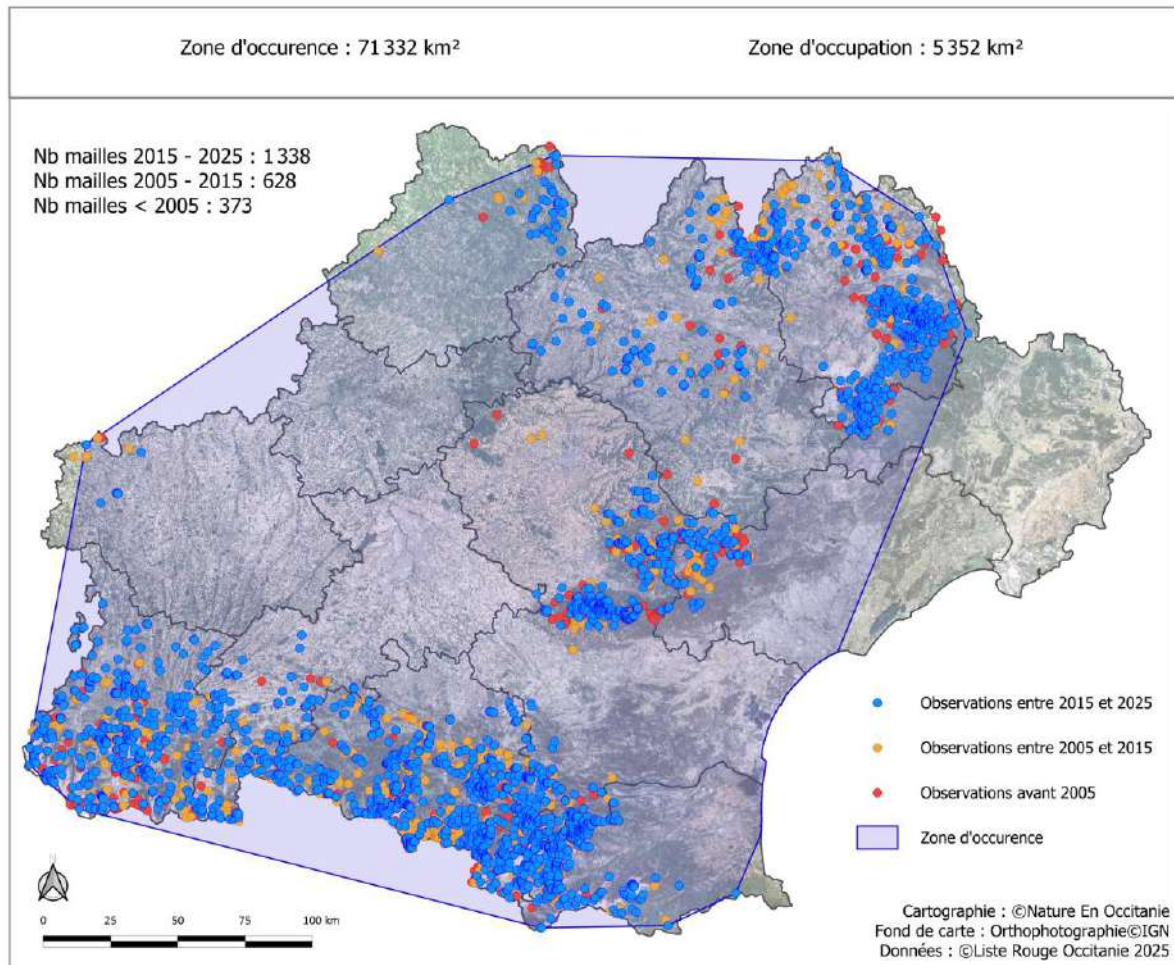 Zone d'occurence : 71 332 km²
Zone d'occupation : 5 352 km²
Nb mailles 2015 - 2025 : 1 338
Nb mailles 2005 - 2015 : 628
Nb mailles < 2005 : 373
Observations entre 2015 et 2025
Observations entre 2005 et 2015
Observations avant 2005
Zone d'occurence
N
0 25 50 75 100 km
Cartographie : ©Nature En Occitanie
Fond de carte : Orthophotographie©IGN
Données : ©Liste Rouge Occitanie 2025